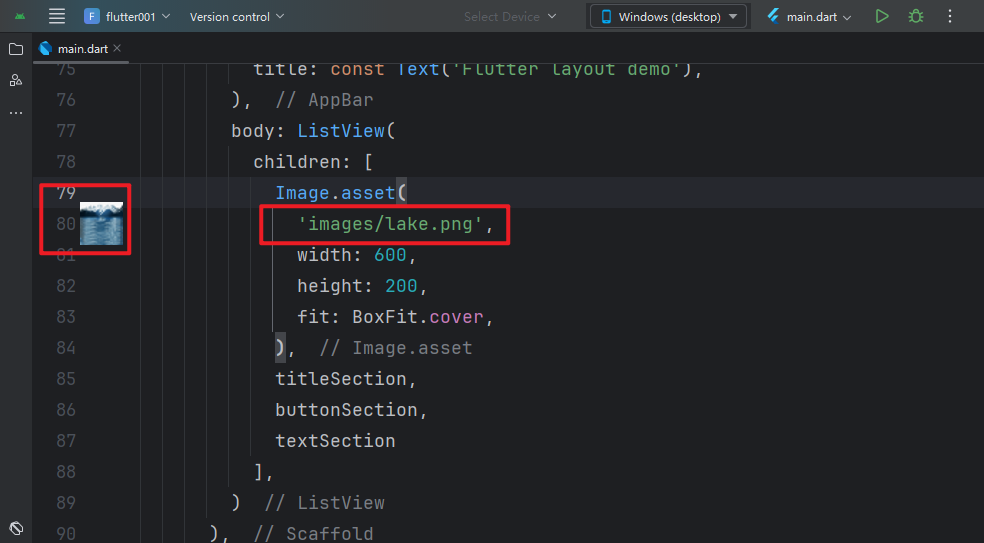 F flutter001 Version control Select Device Windows (desktop) main.dart
main.dart
75 title: const Text('Flutter layout demo'),
76 ), // AppBar
77 body: ListView(
78 children: [
79 Image.asset(
80 'images/lake.png',
81 width: 600,
82 height: 200,
83 fit: BoxFit.cover,
84 ), // Image.asset
85 titleSection,
86 buttonSection,
87 textSection
88 ],
89 ) // ListView
90 ), // Scaffold